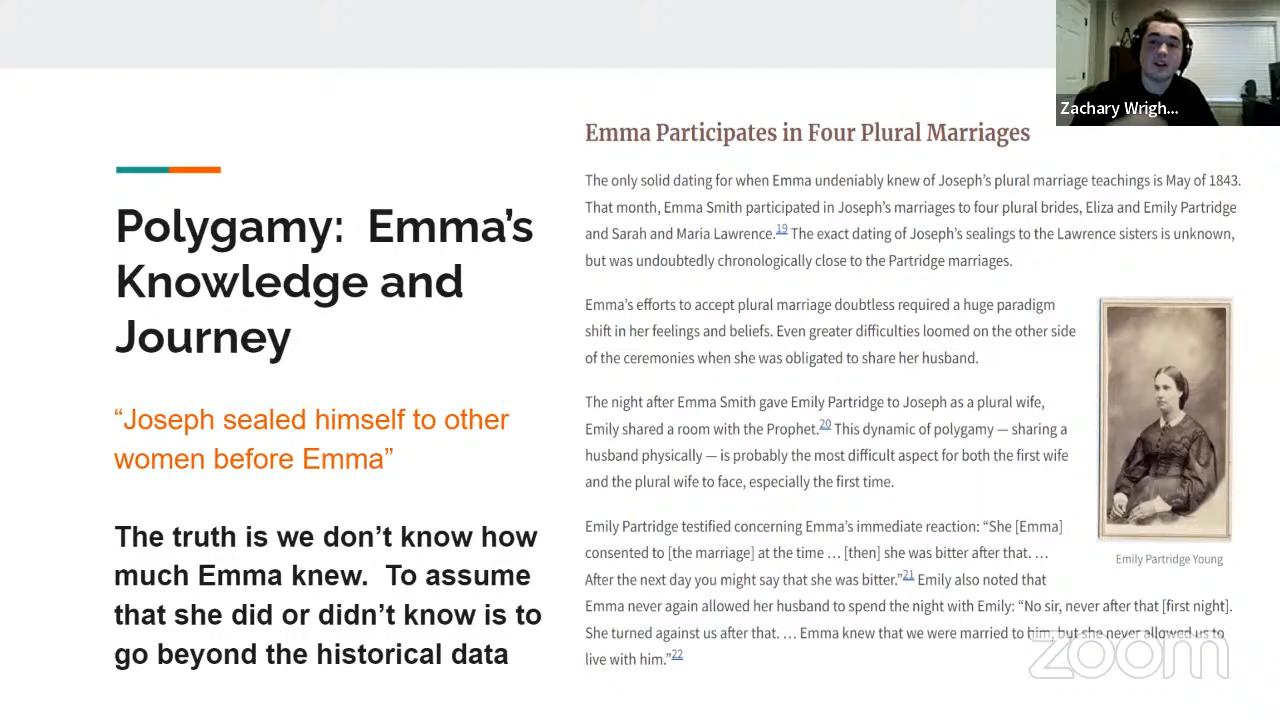 Zachary Wrigh...
Polygamy:  Emma's
Knowledge and
Journey
“Joseph sealed himself to other
women before Emma”
The truth is we don't know how
much Emma knew.  To assume
that she did or didn't know is to
go beyond the historical data
Emma Participates in Four Plural Marriages
The only solid dating for when Emma undeniably knew of Joseph's plural marriage teachings is May of 1843.
That month, Emma Smith participated in Joseph's marriages to four plural brides, Eliza and Emily Partridge
and Sarah and Maria Lawrence.19 The exact dating of Joseph's sealings to the Lawrence sisters is unknown,
but was undoubtedly chronologically close to the Partridge marriages.
Emma's efforts to accept plural marriage doubtless required a huge paradigm
shift in her feelings and beliefs. Even greater difficulties loomed on the other side
of the ceremonies when she was obligated to share her husband.
The night after Emma Smith gave Emily Partridge to Joseph as a plural wife,
Emily shared a room with the Prophet.20 This dynamic of polygamy — sharing a
husband physically — is probably the most difficult aspect for both the first wife
and the plural wife to face, especially the first time.
Emily Partridge testified concerning Emma's immediate reaction: “She [Emma]
consented to [the marriage] at the time … [then] she was bitter after that. …
After the next day you might say that she was bitter.”21 Emily also noted that
Emma never again allowed her husband to spend the night with Emily: “No sir, never after that [first night].
She turned against us after that. … Emma knew that we were married to him, but she never allowed us to
live with him.”22
Emily Partridge Young
zoom